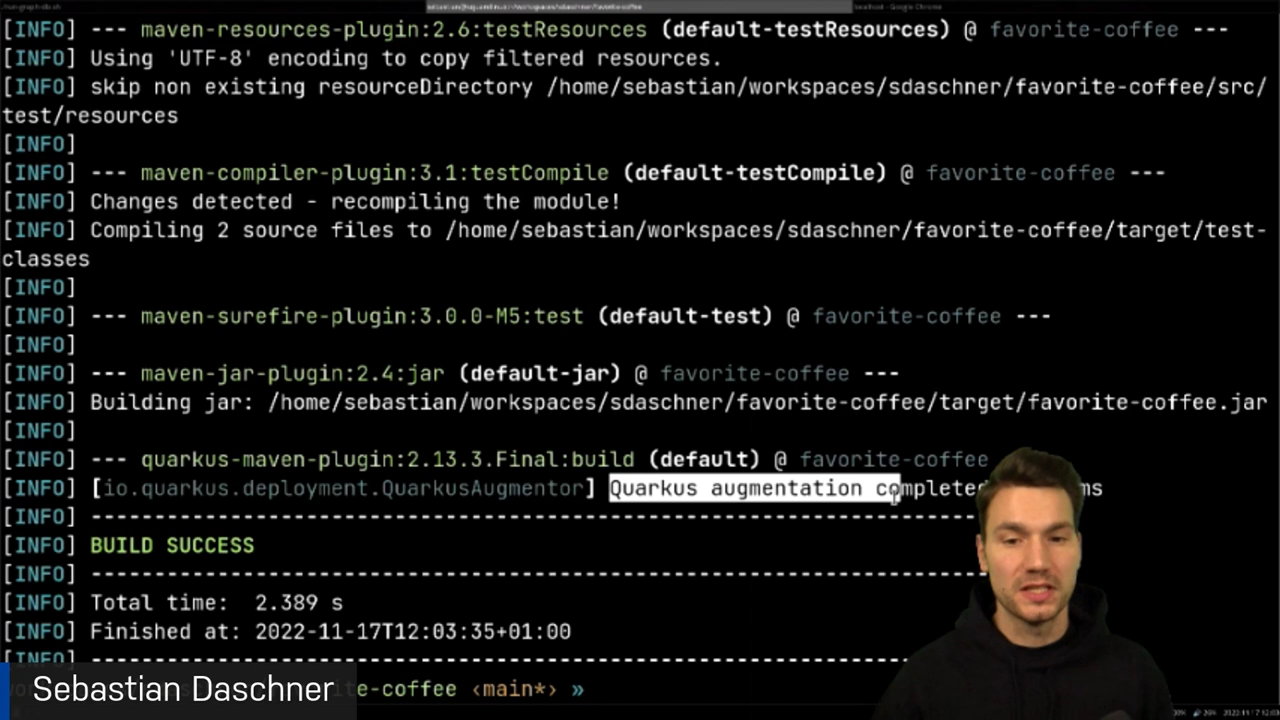 [INFO] --- maven-resources-plugin:2.6:testResources (default-testResources) @ favorite-coffee ---
[INFO] Using 'UTF-8' encoding to copy filtered resources.
[INFO] skip non existing resourceDirectory /home/sebastian/workspaces/sdaschner/favorite-coffee/src/
test/resources
[INFO]
[INFO] --- maven-compiler-plugin:3.1:testCompile (default-testCompile) @ favorite-coffee ---
[INFO] Changes detected - recompiling the module!
[INFO] Compiling 2 source files to /home/sebastian/workspaces/sdaschner/favorite-coffee/target/test-
classes
[INFO]
[INFO] --- maven-surefire-plugin:3.0.0-M5:test (default-test) @ favorite-coffee ---
[INFO]
[INFO] --- maven-jar-plugin:2.4:jar (default-jar) @ favorite-coffee ---
[INFO] Building jar: /home/sebastian/workspaces/sdaschner/favorite-coffee/target/favorite-coffee.jar
[INFO]
[INFO] --- quarkus-maven-plugin:2.13.3.Final:build (default) @ favorite-coffee
[INFO] [io.quarkus.deployment.QuarkusAugmentor] Quarkus augmentation completed ms
[INFO] ----------------------------------------------------------------------
[INFO] BUILD SUCCESS
[INFO] ----------------------------------------------------------------------
[INFO] Total time:  2.389 s
[INFO] Finished at: 2022-11-17T12:03:35+01:00
[INFO] ----------------------------------------------------------------
te-coffee ‹main*› »
Sebastian Daschner